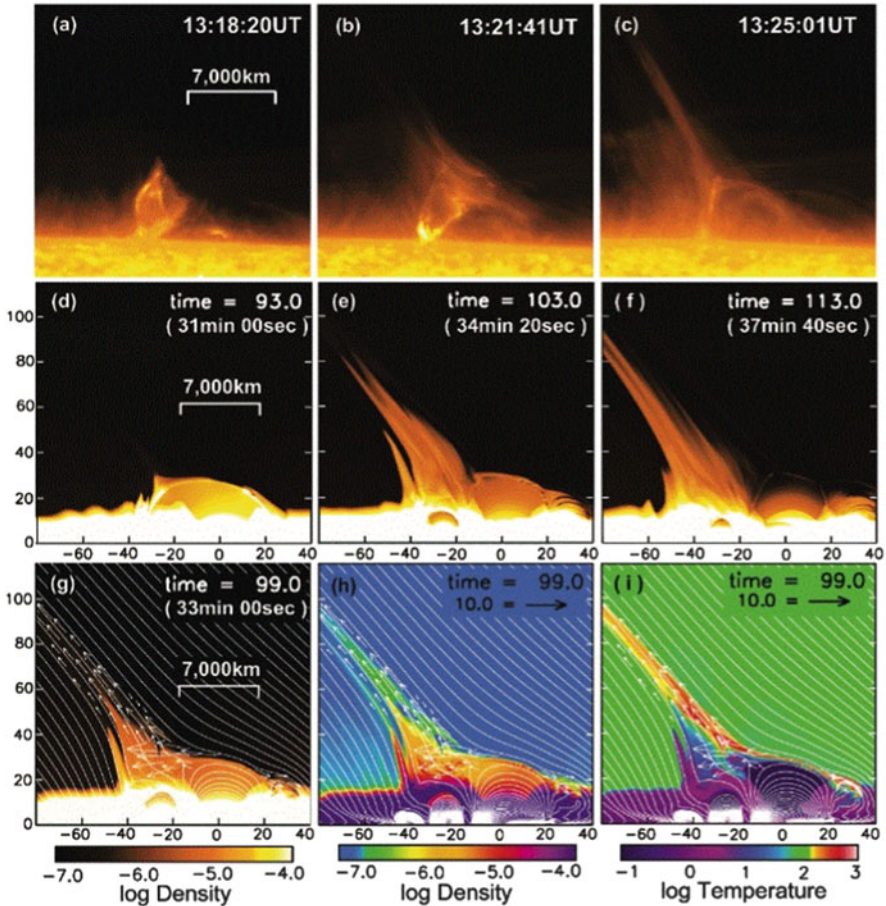 (a) 13:18:20UT
7,000km
(b) 13:21:41UT
(c) 13:25:01UT
(d) time = 93.0
(31min 00sec)
7,000km
(e) time = 103.0
(34min 20sec)
(f) time = 113.0
(37min 40sec)
100
80
60
40
20
0
-60 -40 -20 0 20 40
-60 -40 -20 0 20 40
-60 -40 -20 0 20 40
(g) time = 99.0
(33min 00sec)
7,000km
(h) time = 99.0
10.0 =
(i) time = 99.0
10.0 =
100
80
60
40
20
0
-60 -40 -20 0 20 40
-60 -40 -20 0 20 40
-60 -40 -20 0 20 40
-7.0 -6.0 -5.0 -4.0
log Density
-7.0 -6.0 -5.0 -4.0
log Density
-1 0 1 2 3
log Temperature